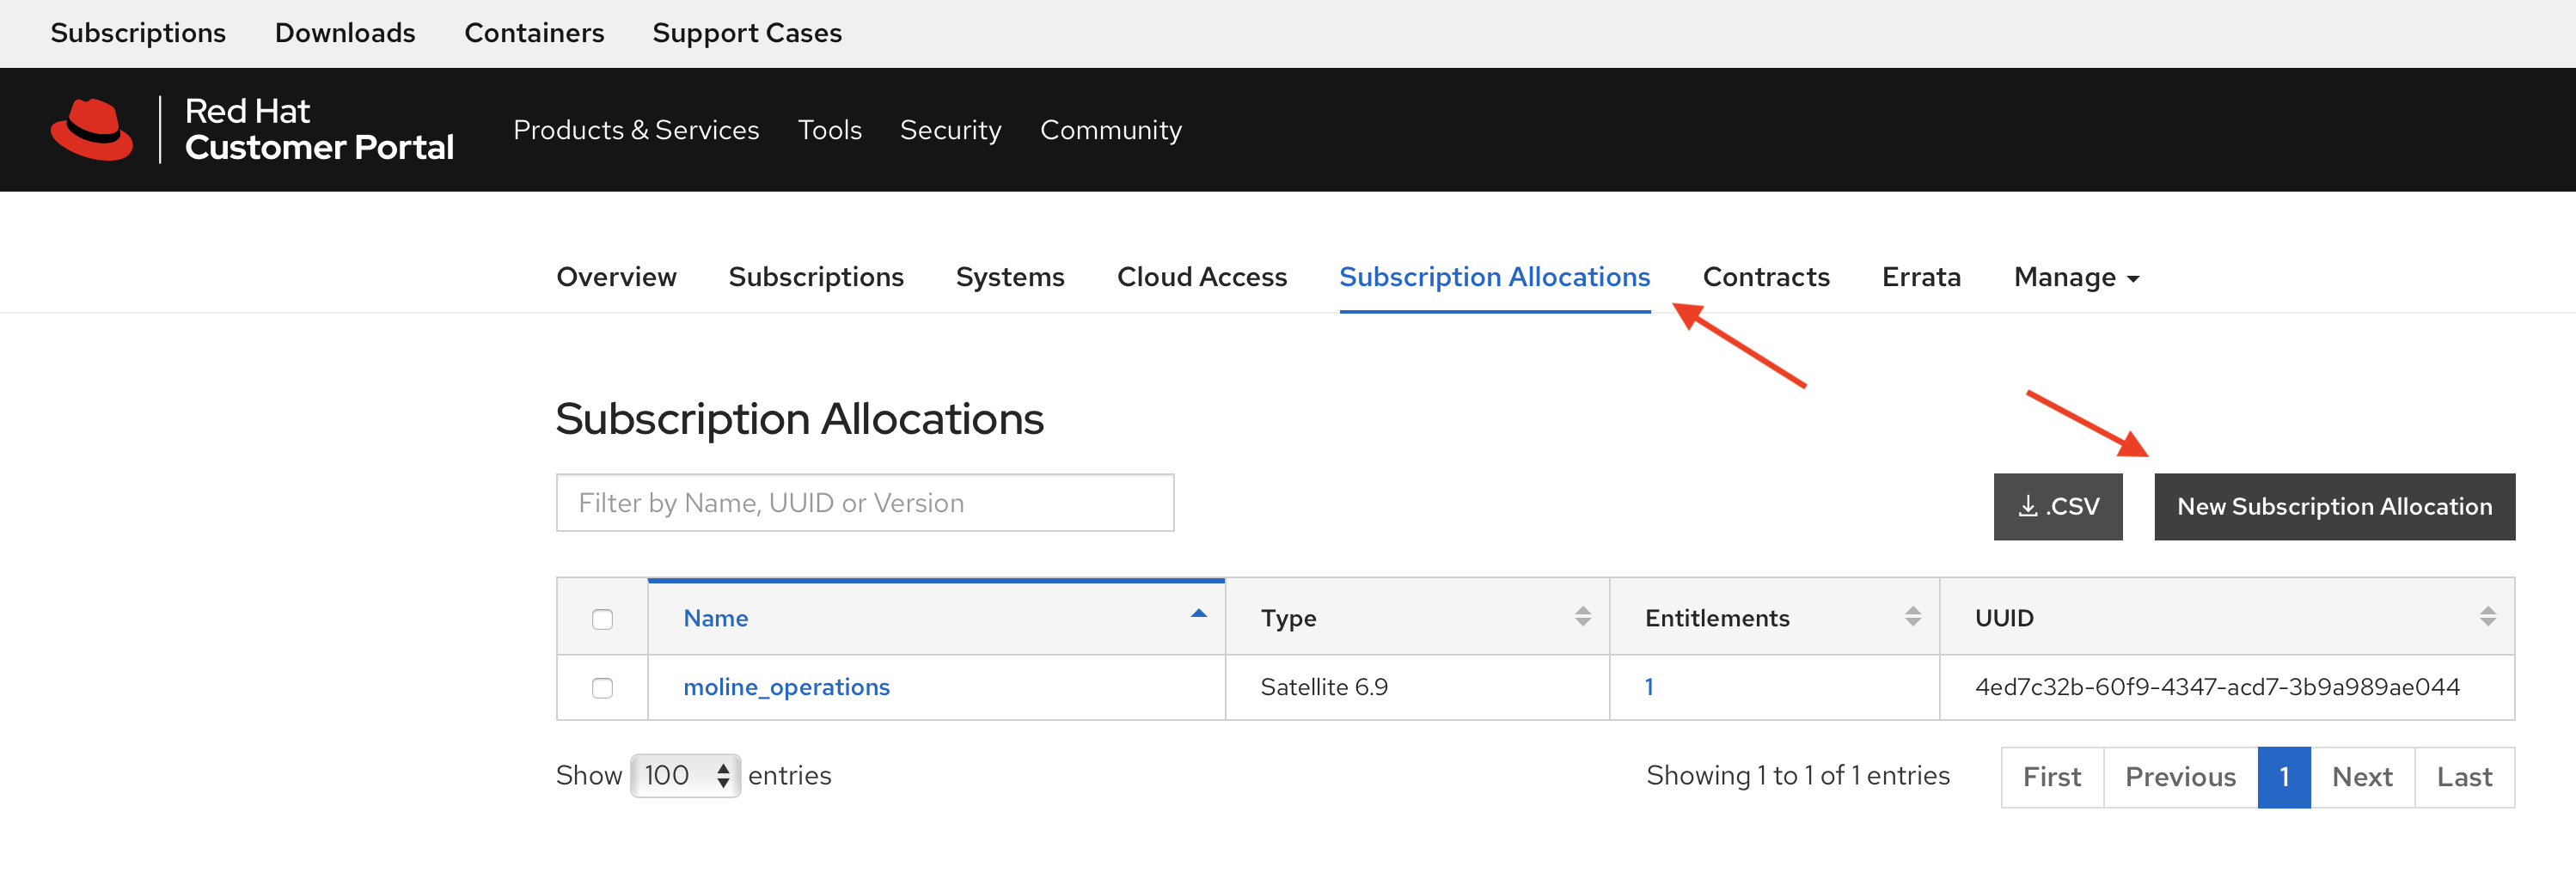 Subscriptions Downloads Containers Support Cases
Red Hat
Customer Portal
Products & Services Tools Security Community
Overview Subscriptions Systems Cloud Access Subscription Allocations Contracts Errata Manage
Subscription Allocations
Filter by Name, UUID or Version
.CSV New Subscription Allocation
Name Type Entitlements UUID
moline_operations Satellite 6.9 1 4ed7c32b-60f9-4347-acd7-3b9a989ae044
Show 100 entries Showing 1 to 1 of 1 entries First Previous 1 Next Last